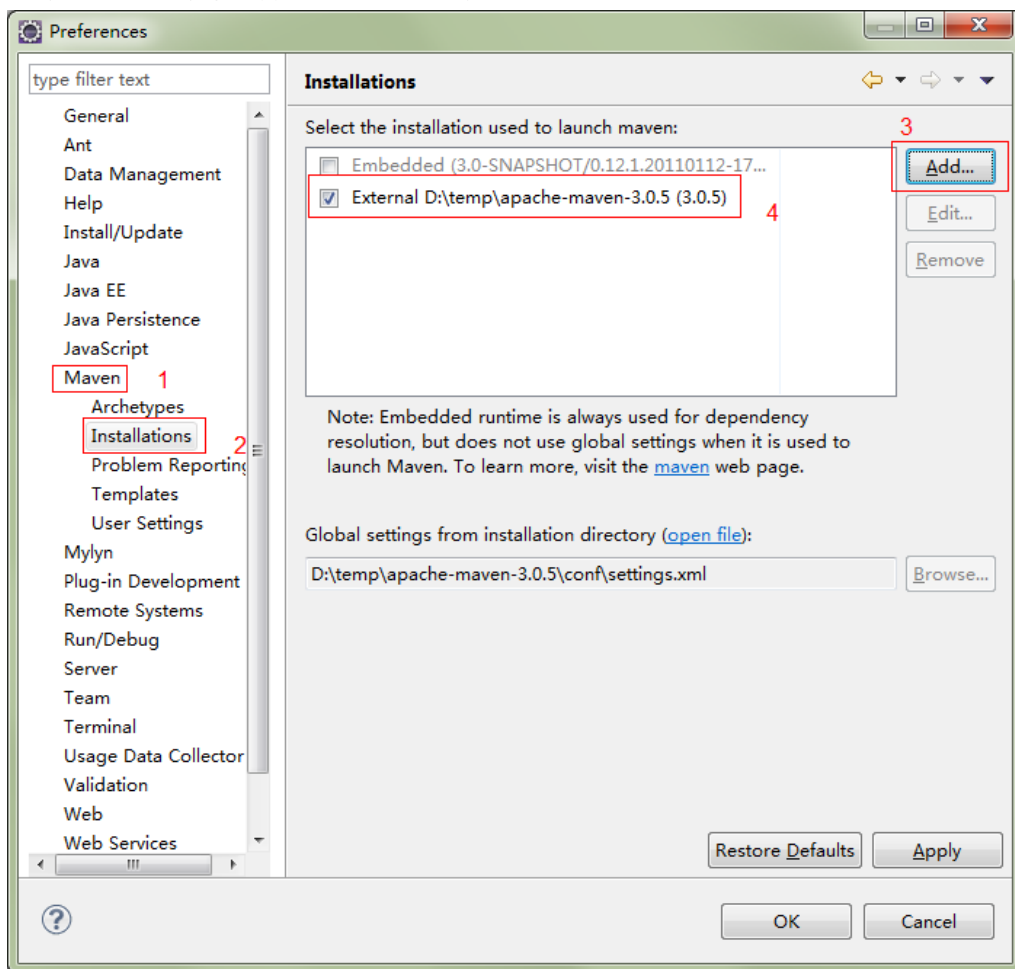 Preferences
type filter text
General
Ant
Data Management
Help
Install/Update
Java
Java EE
Java Persistence
JavaScript
Maven 1
Archetypes
Installations 2
Problem Reporting
Templates
User Settings
Mylyn
Plug-in Development
Remote Systems
Run/Debug
Server
Team
Terminal
Usage Data Collector
Validation
Web
Web Services
Installations
Select the installation used to launch maven:
3
Embedded (3.0-SNAPSHOT/0.12.1.20110112-17...
Add...
External D:\temp\apache-maven-3.0.5 (3.0.5)
4
Edit...
Remove
Note: Embedded runtime is always used for dependency
resolution, but does not use global settings when it is used to
launch Maven. To learn more, visit the maven web page.
Global settings from installation directory (open file):
D:\temp\apache-maven-3.0.5\conf\settings.xml
Browse...
Restore Defaults
Apply
OK
Cancel